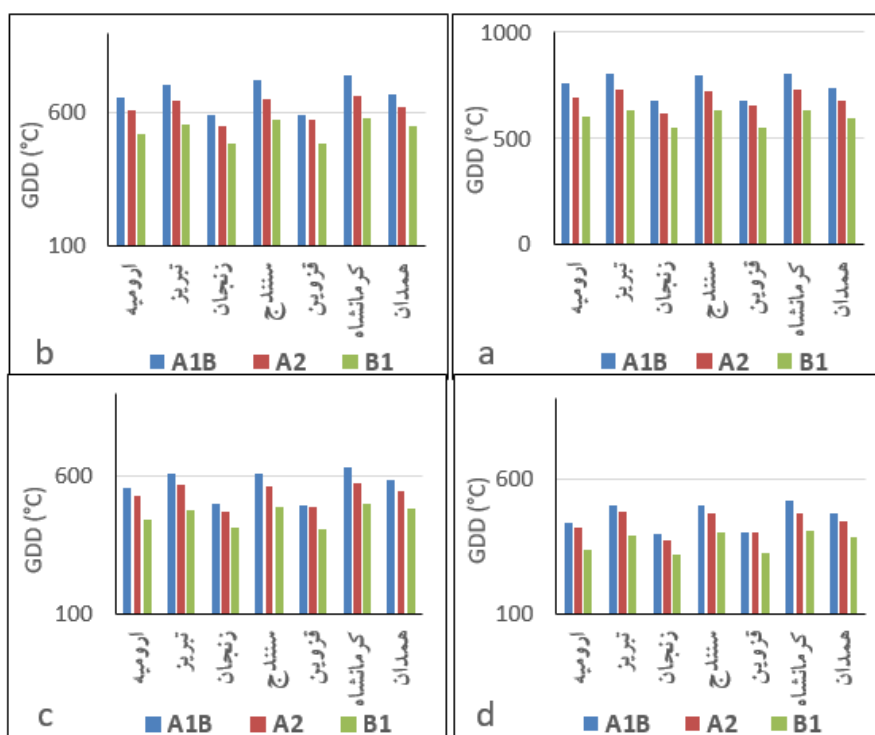 GDD (°C)
600
100
ارومیه
تبریز
زنجان
سنندج
قزوین
کرمانشاه
همدان
b
A1B A2 B1
GDD (°C)
1000
500
0
ارومیه
تبریز
زنجان
سنندج
قزوین
کرمانشاه
همدان
a
A1B A2 B1
GDD (°C)
600
100
ارومیه
تبریز
زنجان
سنندج
قزوین
کرمانشاه
همدان
c
A1B A2 B1
GDD (°C)
600
100
ارومیه
تبریز
زنجان
سنندج
قزوین
کرمانشاه
همدان
d
A1B A2 B1